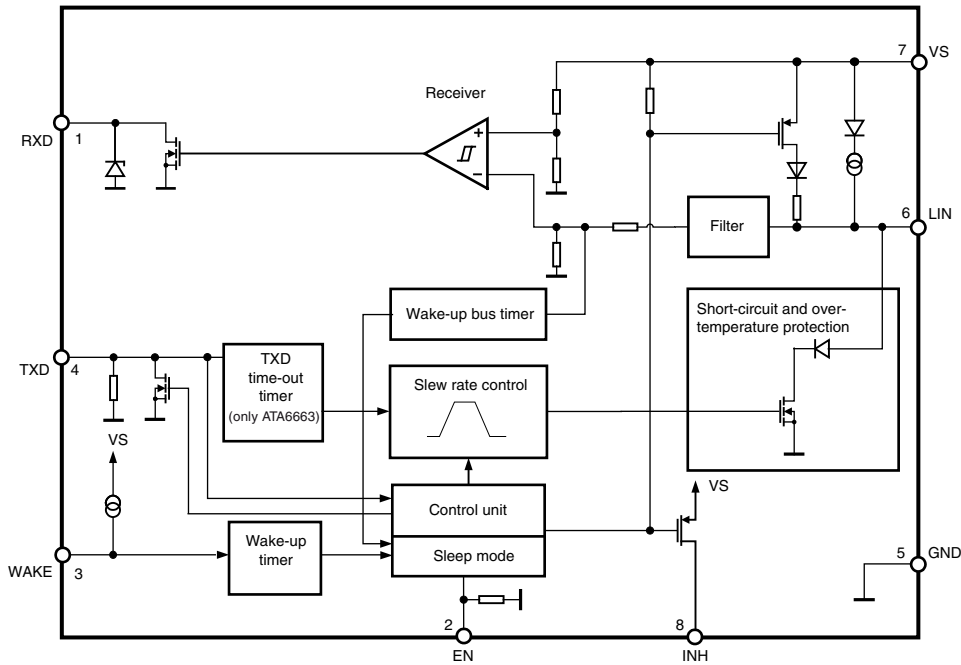 7
VS
Receiver
RXD
1
+
−
6
LIN
Filter
Wake-up bus timer
Short-circuit and over-
temperature protection
TXD
4
TXD
time-out
timer
(only ATA6663)
Slew rate control
VS
VS
Control unit
Wake-up
timer
Sleep mode
WAKE
3
5
GND
2
EN
8
INH